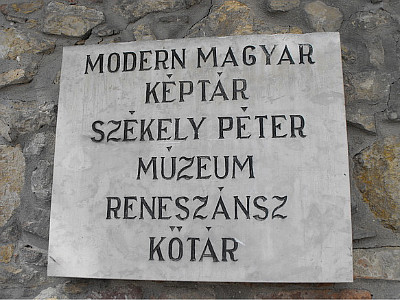 MODERN MAGYAR
KÉPTÁR
SZÉKELY PÉTER
MÚZEUM
RENESZÁNSZ
KŐTÁR